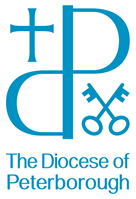 The Diocese of
Peterborough